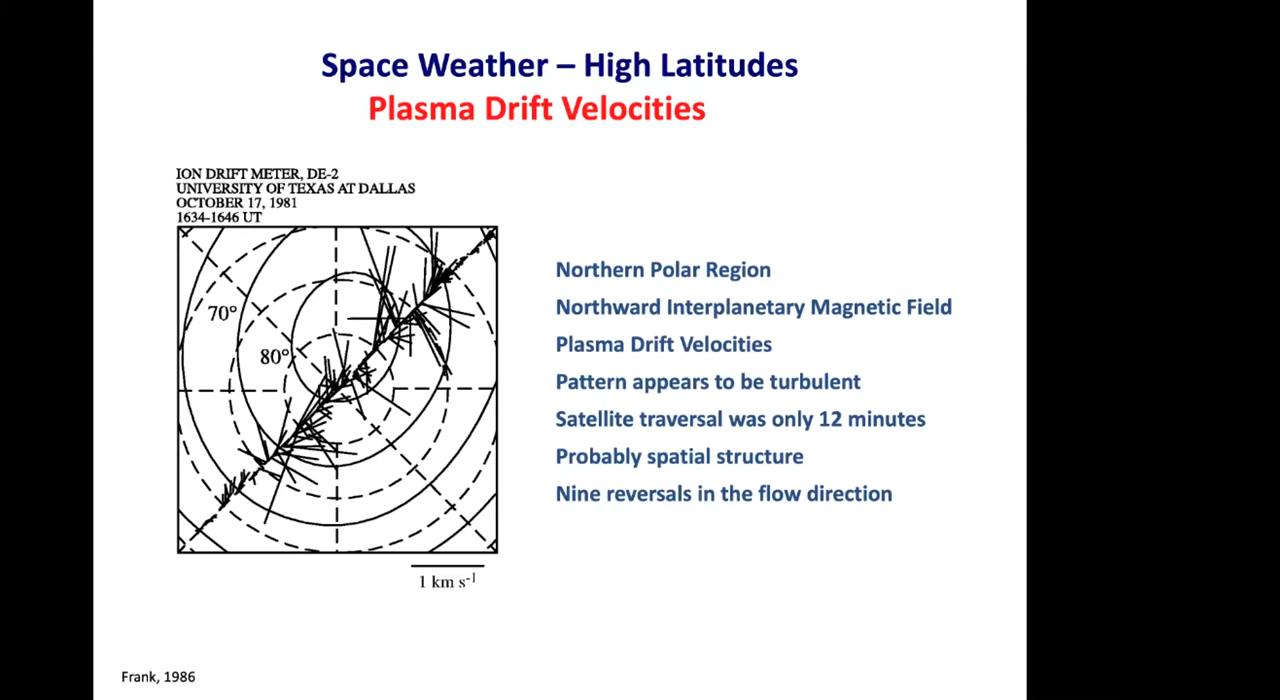 Space Weather – High Latitudes
Plasma Drift Velocities
ION DRIFT METER, DE-2
UNIVERSITY OF TEXAS AT DALLAS
OCTOBER 17, 1981
1634-1646 UT
70°
80°
1 km s-1
Northern Polar Region
Northward Interplanetary Magnetic Field
Plasma Drift Velocities
Pattern appears to be turbulent
Satellite traversal was only 12 minutes
Probably spatial structure
Nine reversals in the flow direction
Frank, 1986